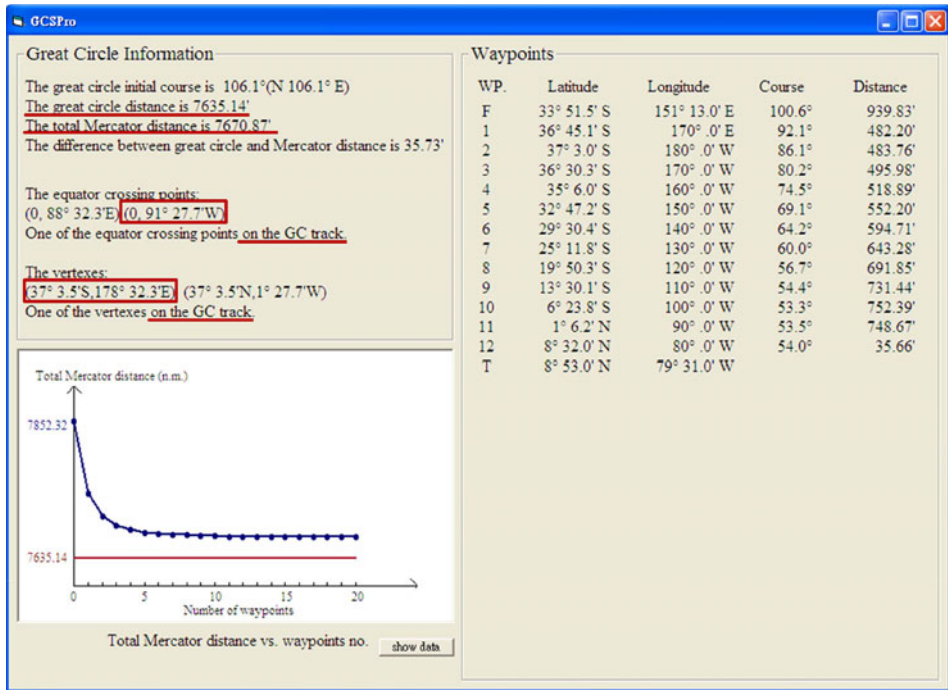 GCSPro
Great Circle Information
The great circle initial course is 106.1°(N 106.1° E)
The great circle distance is 7635.14'
The total Mercator distance is 7670.87'
The difference between great circle and Mercator distance is 35.73'
The equator crossing points:
(0, 88° 32.3'E) (0, 91° 27.7'W)
One of the equator crossing points on the GC track.
The vertexes:
(37° 3.5'S,178° 32.3'E) (37° 3.5'N,1° 27.7'W)
One of the vertexes on the GC track.
Total Mercator distance (n.m.)
7852.32
7635.14
0 5 10 15 20
Number of waypoints
Total Mercator distance vs. waypoints no. show data
Waypoints
WP. Latitude Longitude Course Distance
F 33° 51.5' S 151° 13.0' E 100.6° 939.83'
1 36° 45.1' S 170° .0' E 92.1° 482.20'
2 37° 3.0' S 180° .0' W 86.1° 483.76'
3 36° 30.3' S 170° .0' W 80.2° 495.98'
4 35° 6.0' S 160° .0' W 74.5° 518.89'
5 32° 47.2' S 150° .0' W 69.1° 552.20'
6 29° 30.4' S 140° .0' W 64.2° 594.71'
7 25° 11.8' S 130° .0' W 60.0° 643.28'
8 19° 50.3' S 120° .0' W 56.7° 691.85'
9 13° 30.1' S 110° .0' W 54.4° 731.44'
10 6° 23.8' S 100° .0' W 53.3° 752.39'
11 1° 6.2' N 90° .0' W 53.5° 748.67'
12 8° 32.0' N 80° .0' W 54.0° 35.66'
T 8° 53.0' N 79° 31.0' W